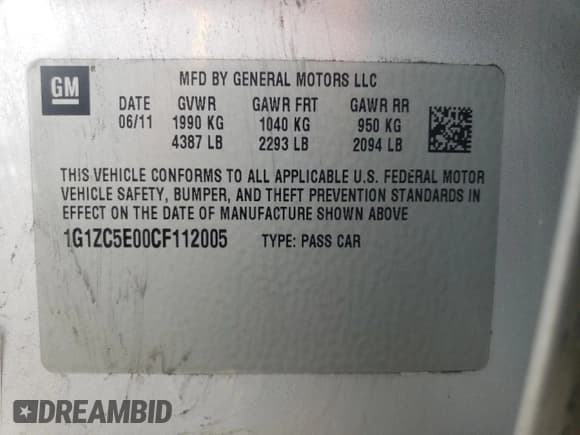 GM
MFD BY GENERAL MOTORS LLC
DATE GVWR GAWR FRT GAWR RR
06/11 1990 KG 1040 KG 950 KG
4387 LB 2293 LB 2094 LB
THIS VEHICLE CONFORMS TO ALL APPLICABLE U.S. FEDERAL MOTOR
VEHICLE SAFETY, BUMPER, AND THEFT PREVENTION STANDARDS IN
EFFECT ON THE DATE OF MANUFACTURE SHOWN ABOVE
1G1ZC5E00CF112005 TYPE: PASS CAR
DREAMBID